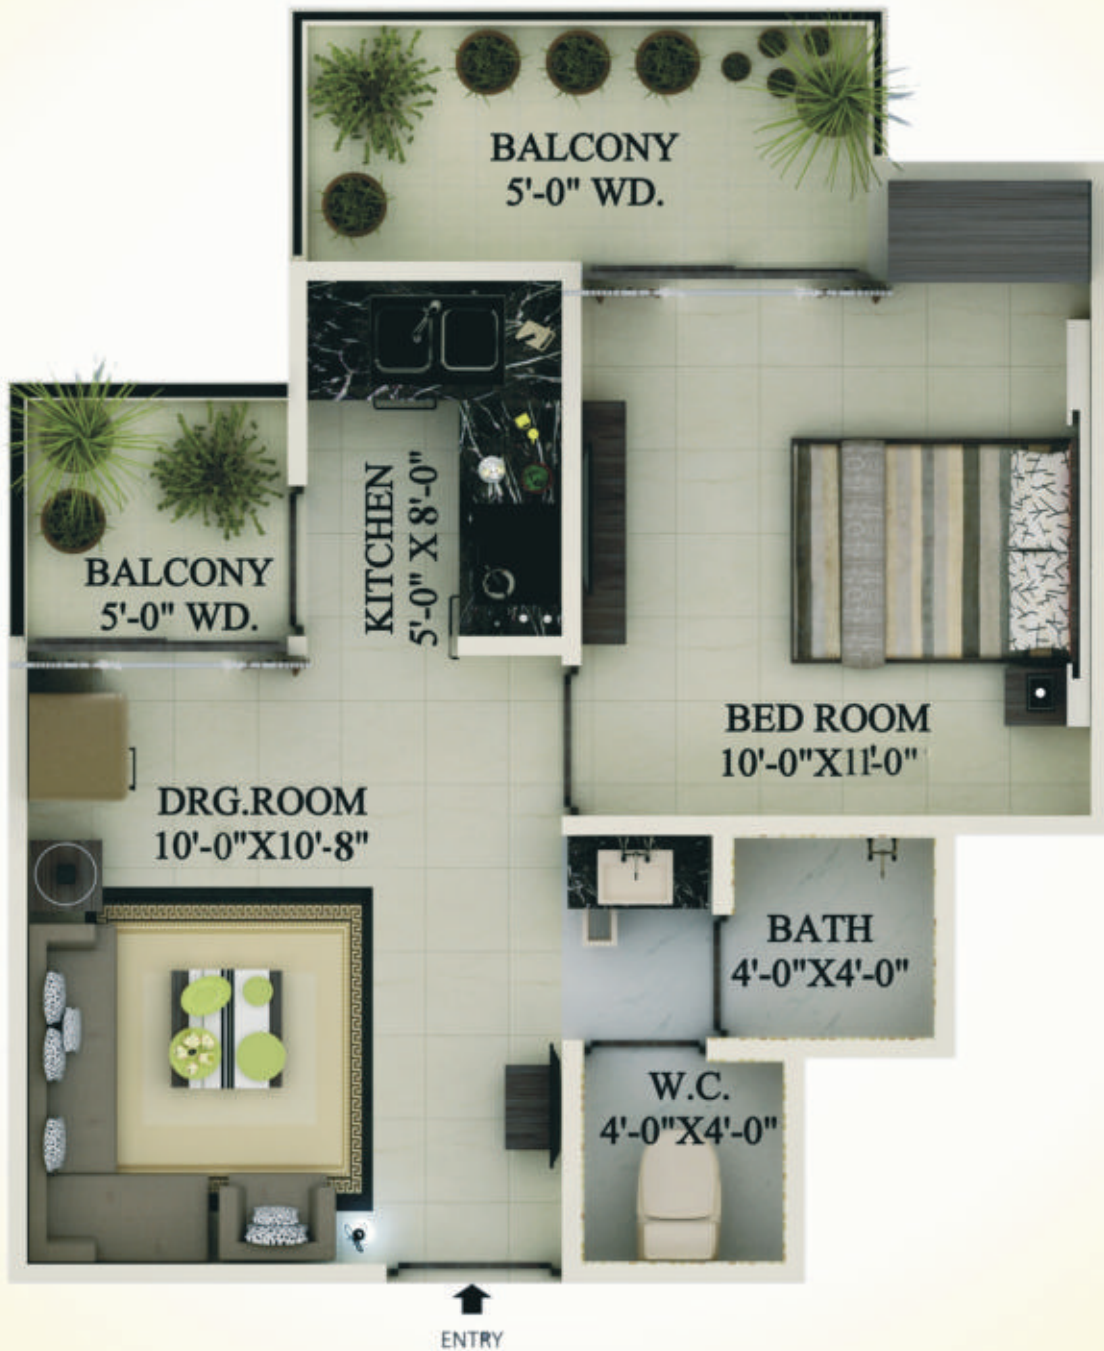 BALCONY
5'-0" WD.
KITCHEN
5'-0" X 8'-0"
BALCONY
5'-0" WD.
BED ROOM
10'-0"X11'-0"
DRG.ROOM
10'-0"X10'-8"
BATH
4'-0"X4'-0"
W.C.
4'-0"X4'-0"
ENTRY